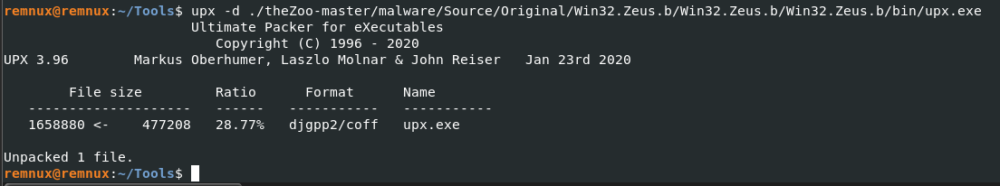 remnux@remnux:~/Tools$ upx -d ./theZoo-master/malware/Source/Original/Win32.Zeus.b/Win32.Zeus.b/Win32.Zeus.b/bin/upx.exe
Ultimate Packer for eXecutables
Copyright (C) 1996 - 2020
UPX 3.96 Markus Oberhumer, Laszlo Molnar & John Reiser Jan 23rd 2020
File size Ratio Format Name
-------------------- ------ ----------- -----------
1658880 <- 477208 28.77% djgpp2/coff upx.exe
Unpacked 1 file.
remnux@remnux:~/Tools$